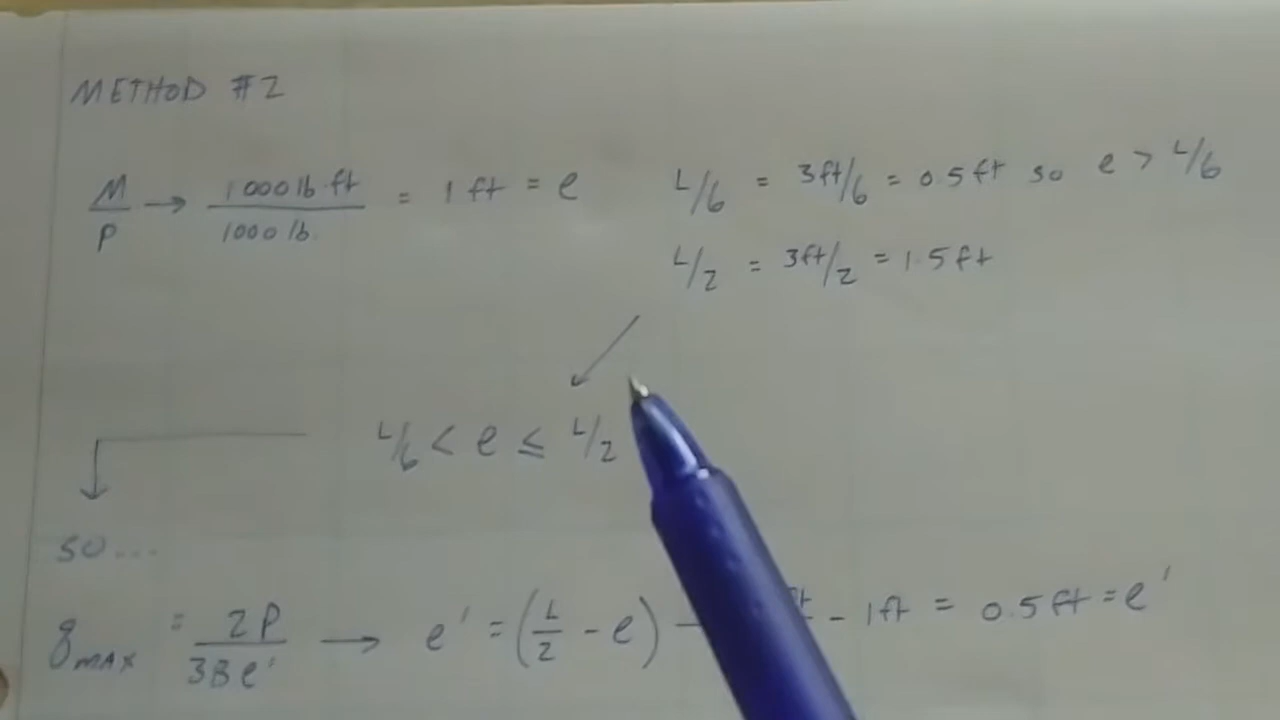 METHOD #2
M/P → 1000 lb ft / 1000 lb = 1 ft = e
L/6 = 3ft/6 = 0.5 ft so e > L/6
L/2 = 3ft/2 = 1.5 ft
L/6 < e ≤ L/2
so...
qMAX = 2P / 3Be' → e' = (L/2 - e) - 1ft = 0.5 ft = e'